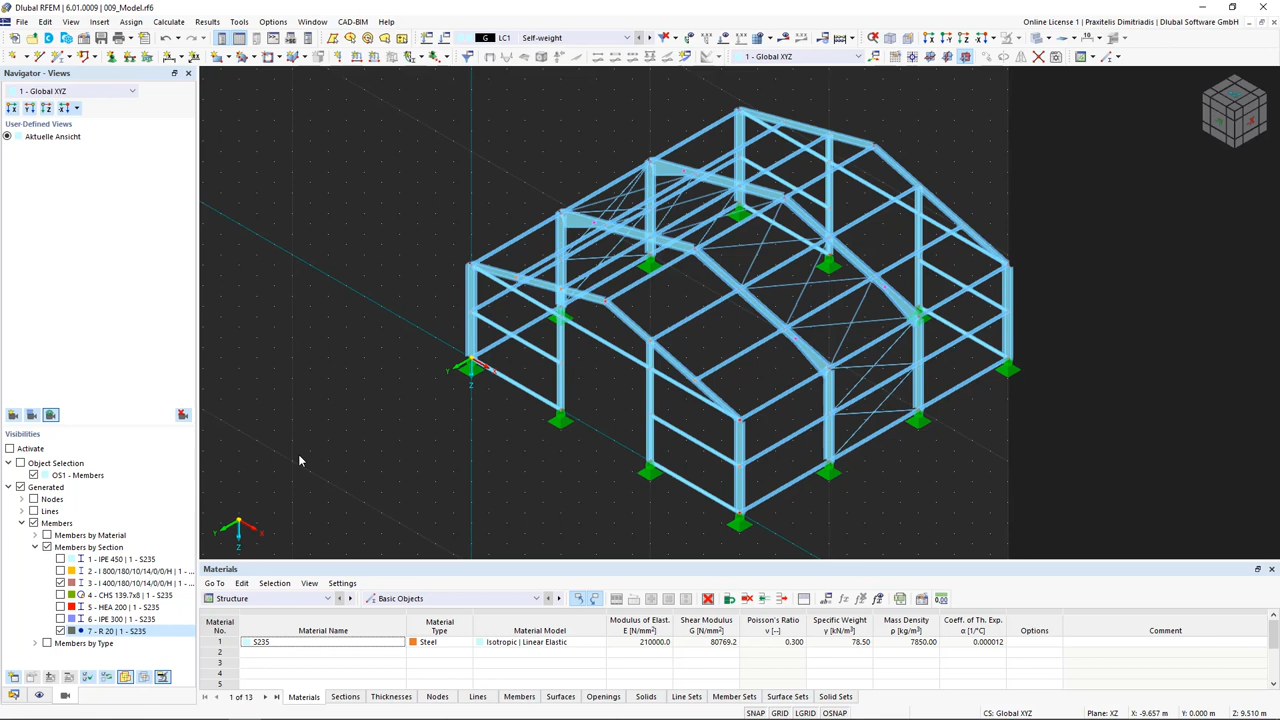 Dlubal RFEM | 6.01.0009 | 009_Model.rf6
File Edit View Insert Assign Calculate Results Tools Options Window CAD-BIM Help
Online License 1 | Praxitelis Dimitriadis | Dlubal Software GmbH
G LC1 Self-weight
1 - Global XYZ
Navigator - Views
1 - Global XYZ
User-Defined Views
Aktuelle Ansicht
Visibilities
Activate
Object Selection
OS1 - Members
Generated
Nodes
Lines
Members
Members by Material
Members by Section
1 - IPE 450 | 1 - S235
2 - I 800/180/10/14/0/0/H | 1 - ...
3 - I 400/180/10/14/0/0/H | 1 - ...
4 - CHS 139.7x8 | 1 - S235
5 - HEA 200 | 1 - S235
6 - IPE 300 | 1 - S235
7 - R 20 | 1 - S235
Members by Type
Y
Z
Y X
Z
Materials
Go To Edit Selection View Settings
Structure Basic Objects
Material No. Material Name Material Type Material Model Modulus of Elast. E [N/mm²] Shear Modulus G [N/mm²] Poisson's Ratio ν [--] Specific Weight γ [kN/m³] Mass Density ρ [kg/m³] Coeff. of Th. Exp. α [1/°C] Options Comment
1 S235 Steel Isotropic | Linear Elastic 210000.0 80769.2 0.300 78.50 7850.00 0.000012
2
3
4
5
1 of 13 Materials Sections Thicknesses Nodes Lines Members Surfaces Openings Solids Line Sets Member Sets Surface Sets Solid Sets
SNAP GRID LGRID OSNAP CS: Global XYZ Plane: XZ X: -9.657 m Y: 0.000 m Z: 9.510 m